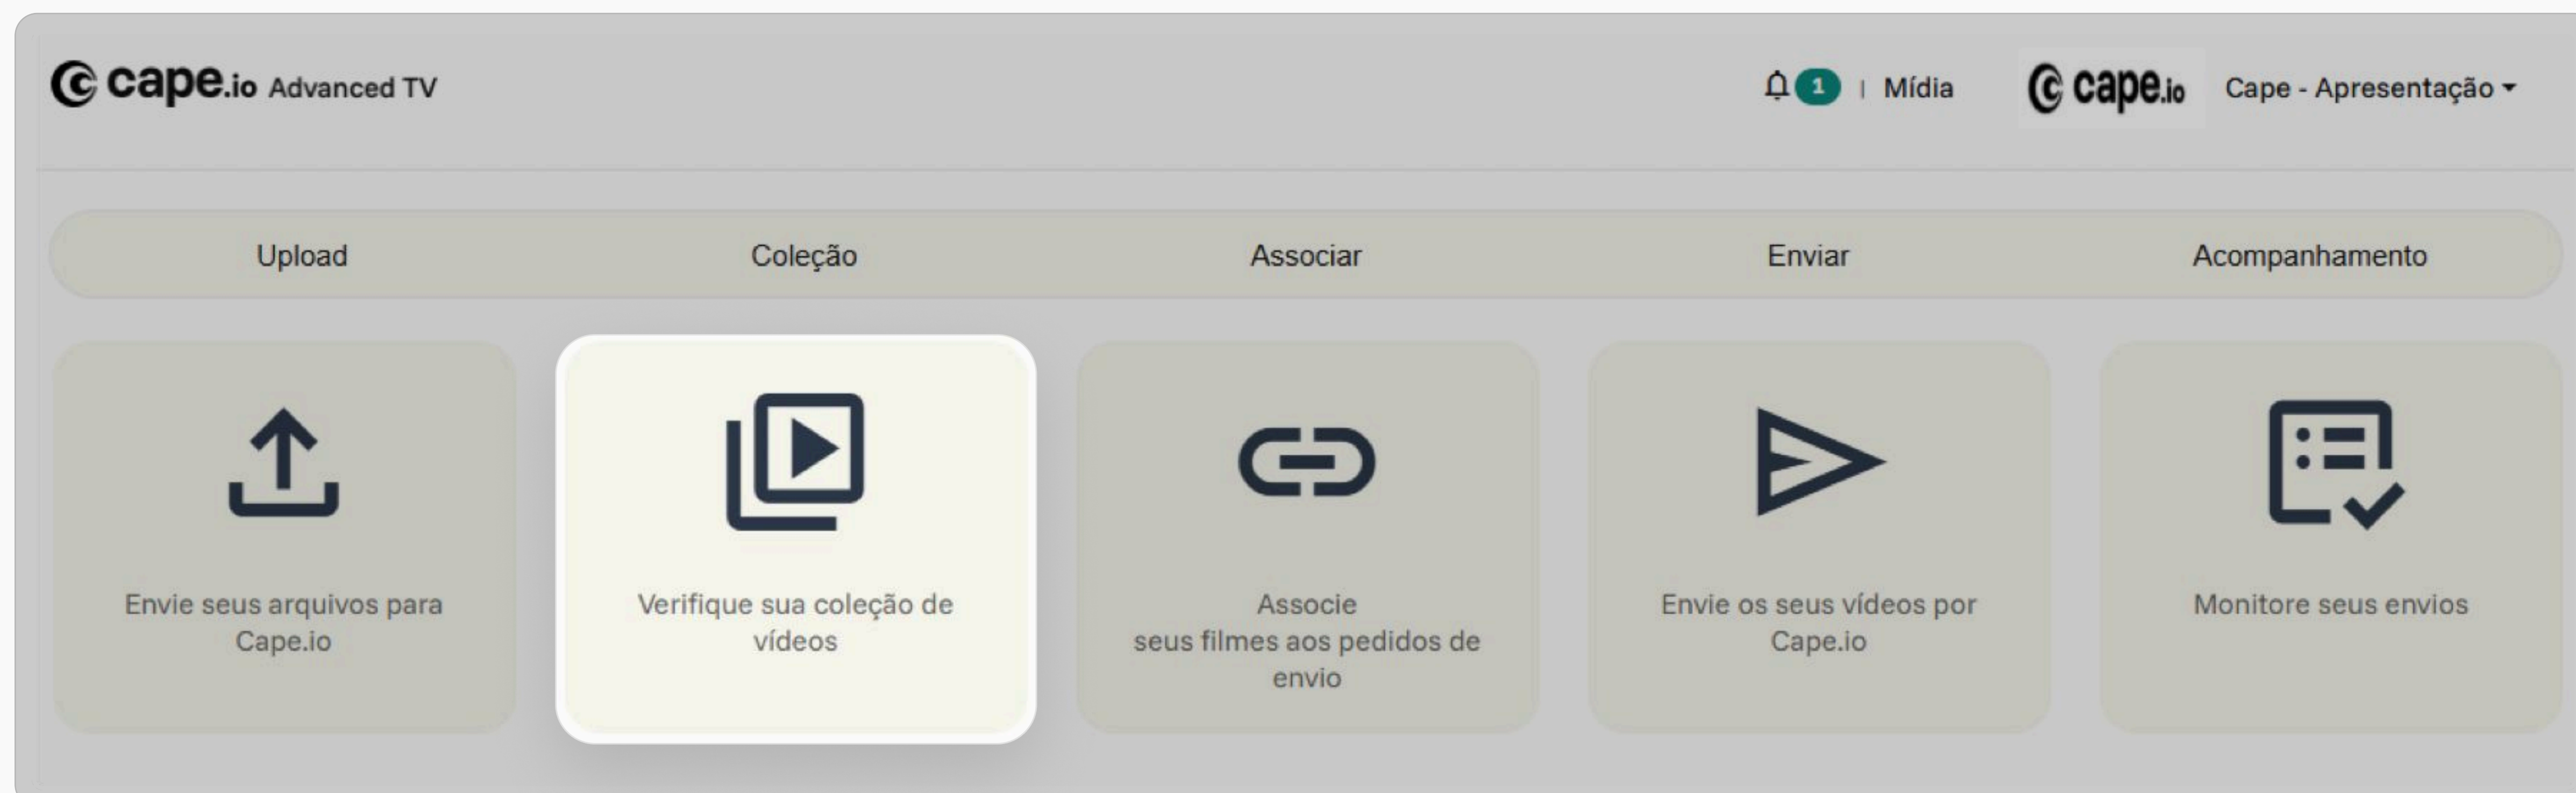 cape.io Advanced TV
1 | Mídia
cape.io
Cape - Apresentação
Upload
Coleção
Associar
Enviar
Acompanhamento
Envie seus arquivos para
Cape.io
Verifique sua coleção de
vídeos
Associe
seus filmes aos pedidos de
envio
Envie os seus vídeos por
Cape.io
Monitore seus envios